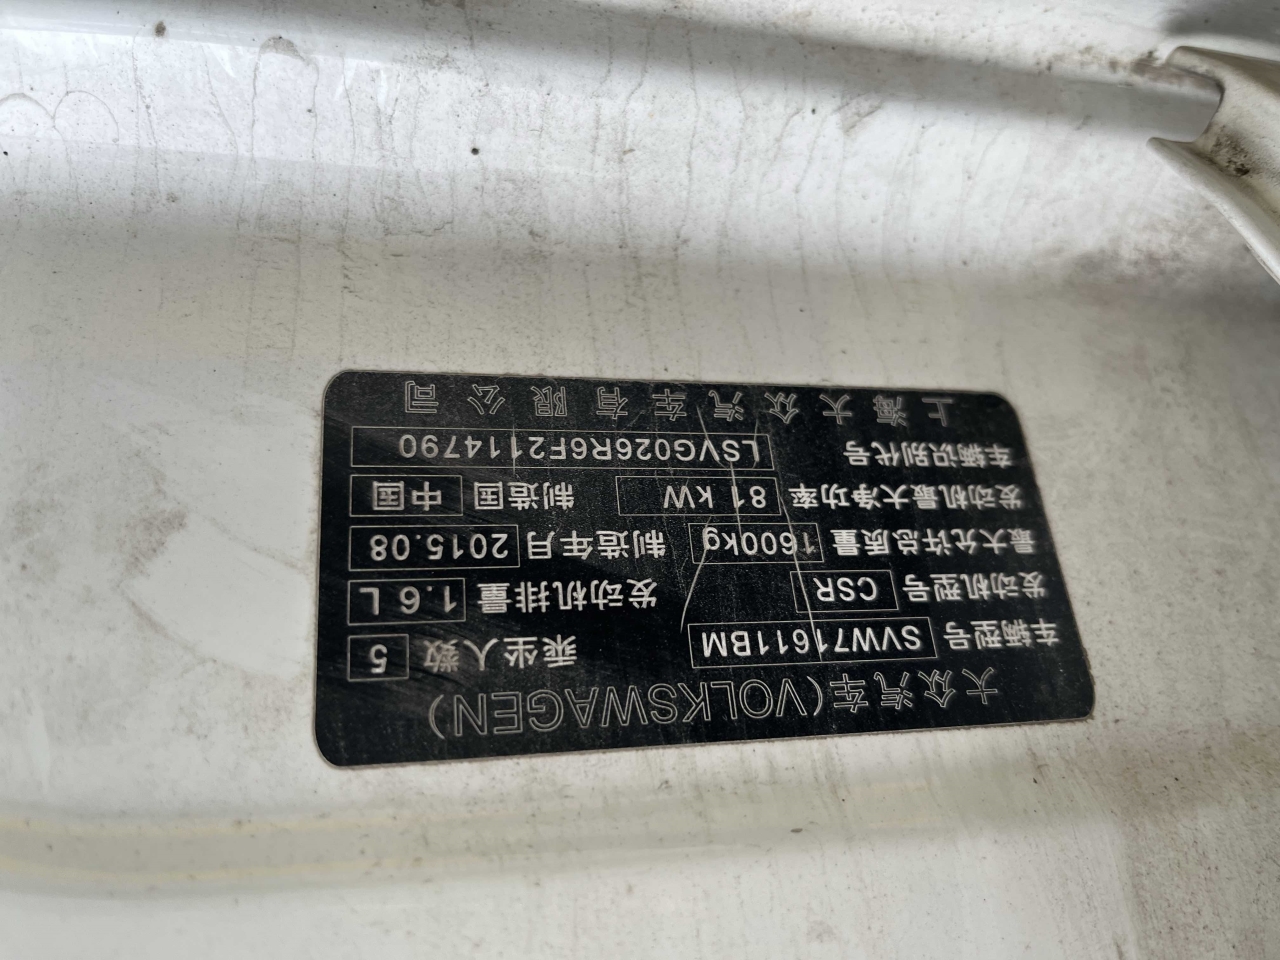 大众汽车(VOLKSWAGEN)
车辆型号 SVW71611BM 乘坐人数 5
发动机型号 CSR 发动机排量 1.6 L
最大允许总质量 1600kg 制造年月 2015.08
发动机最大净功率 81 kW 制造国 中国
车辆识别代号 LSVG026R6F2114790
上海大众汽车有限公司